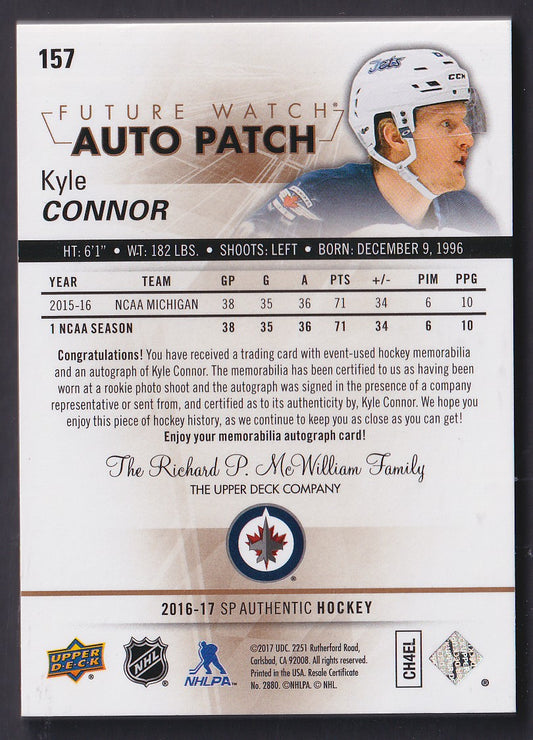 157
Jets
CCM
FUTURE WATCH®
AUTO PATCH
Kyle
CONNOR
HT: 6'1" • WT: 182 LBS. • SHOOTS: LEFT • BORN: DECEMBER 9, 1996
YEAR TEAM GP G A PTS +/- PIM PPG
2015-16 NCAA MICHIGAN 38 35 36 71 34 6 10
1 NCAA SEASON 38 35 36 71 34 6 10
Congratulations! You have received a trading card with event-used hockey memorabilia
and an autograph of Kyle Connor. The memorabilia has been certified to us as having been
worn at a rookie photo shoot and the autograph was signed in the presence of a company
representative or sent from, and certified as to its authenticity by, Kyle Connor. We hope you
enjoy this piece of hockey history, as we continue to keep you as close as you can get!
Enjoy your memorabilia autograph card!
The Richard P. McWilliam Family
THE UPPER DECK COMPANY
2016-17 SP AUTHENTIC HOCKEY
UPPER DECK
NHL
NHLPA
©2017 UDC. 2251 Rutherford Road,
Carlsbad, CA 92008. All rights reserved.
Printed in the USA. Resale Certificate
No. 2880. ©NHLPA. © NHL.
CH4EL